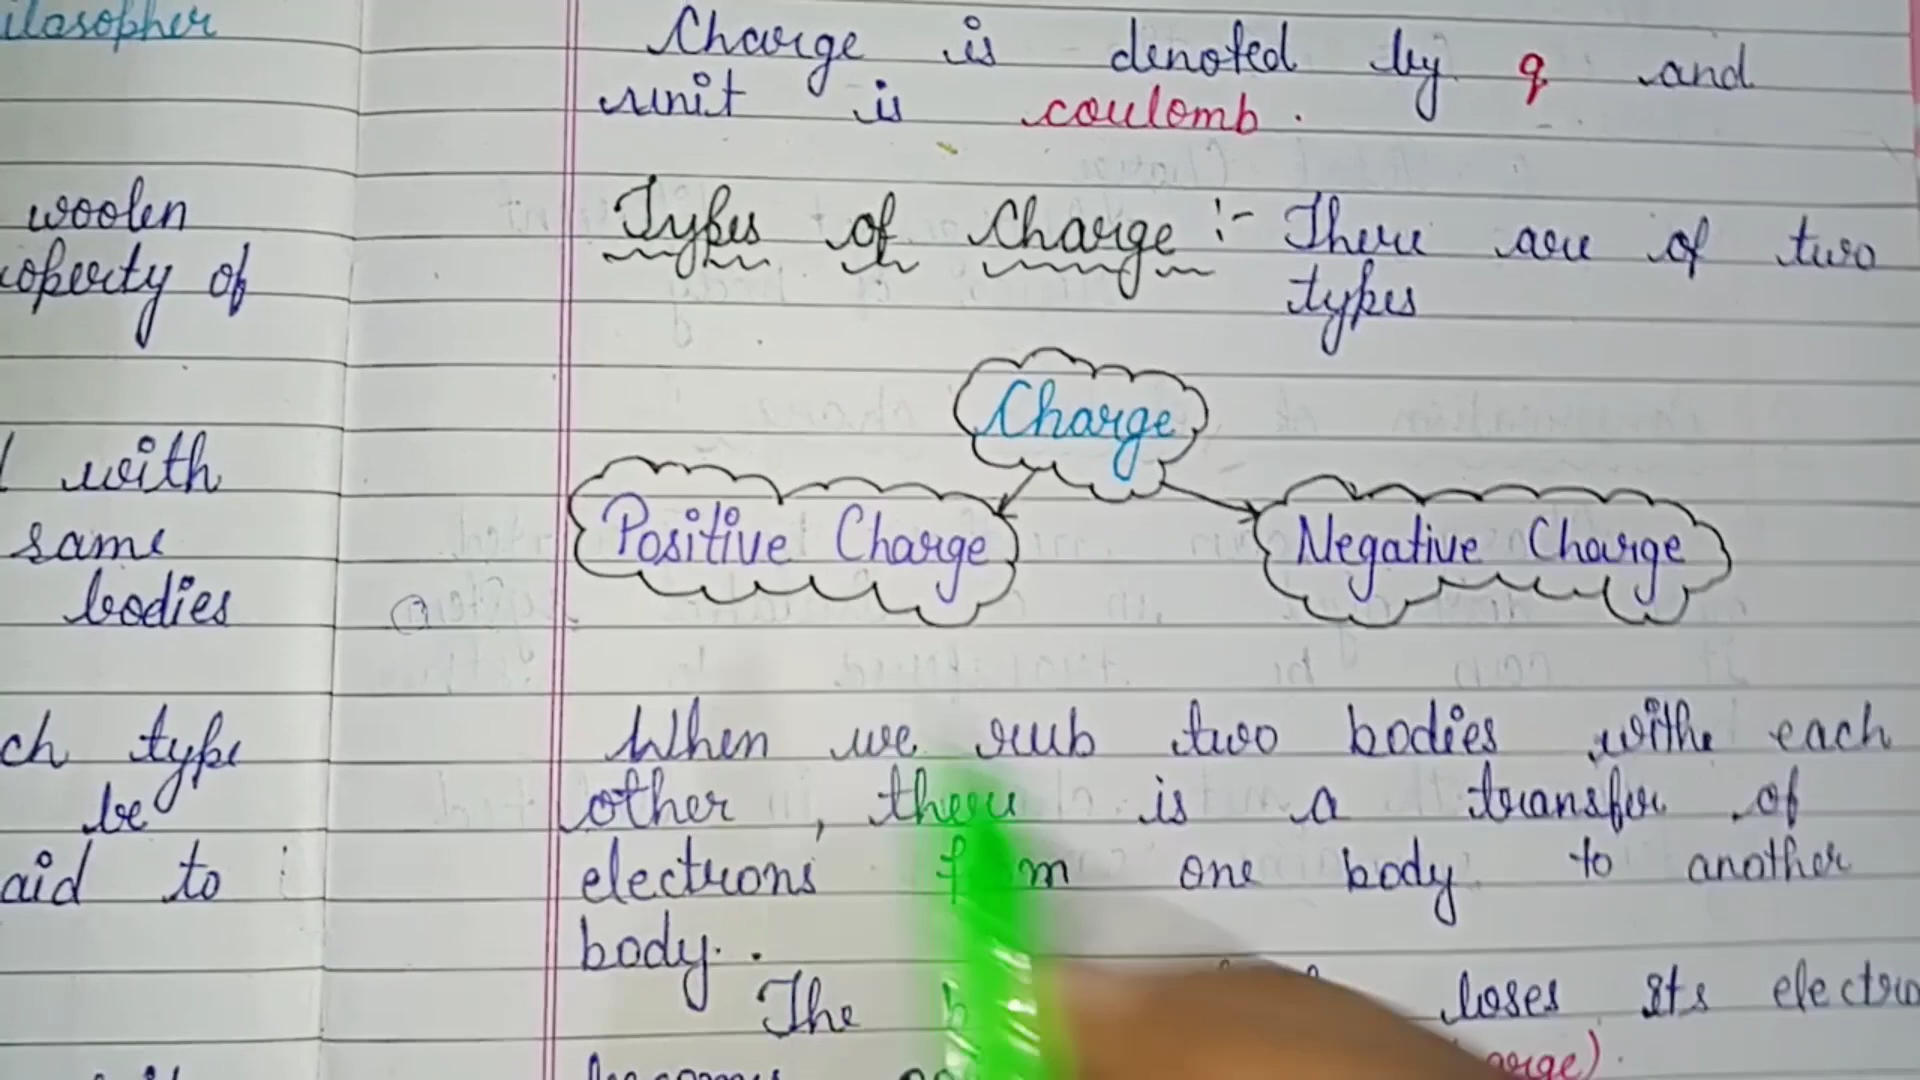 ilosopher
woolen
operty of
with
same
bodies
ch type
be
aid to
Charge is denoted by q and
unit is coulomb.
Types of Charge :- There are of two
types
Charge
Positive Charge
Negative Charge
When we rub two bodies withe each
other, there is a transfer of
electrons one body to another
body.
The loses its electro
arge).